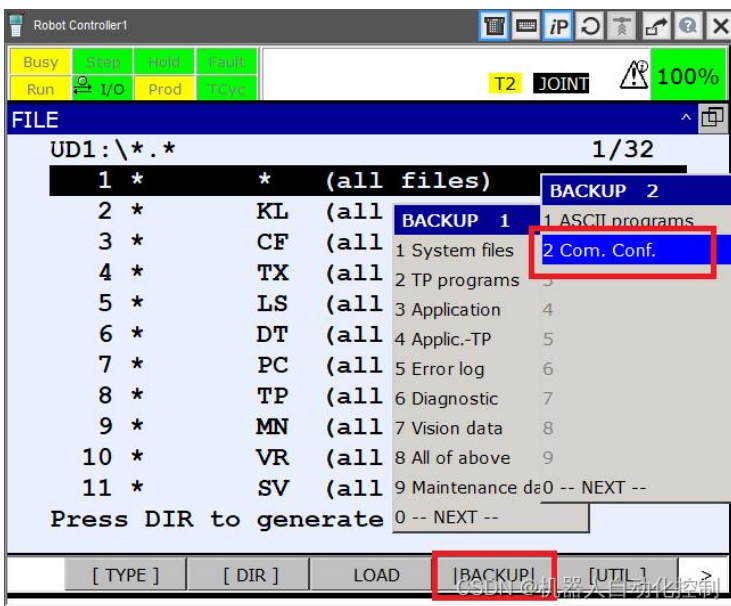 Robot Controller1
iP
Busy Step Hold Fault
Run I/O Prod TCyc
T2 JOINT 100%
FILE
UD1:\*.* 1/32
1 * * (all files)
2 * KL (all
3 * CF (all
4 * TX (all
5 * LS (all
6 * DT (all
7 * PC (all
8 * TP (all
9 * MN (all
10 * VR (all
11 * SV (all
Press DIR to generate
BACKUP 1
1 System files
2 TP programs
3 Application
4 Applic.-TP
5 Error log
6 Diagnostic
7 Vision data
8 All of above
9 Maintenance da
0 -- NEXT --
BACKUP 2
1 ASCII programs
2 Com. Conf.
3
4
5
6
7
8
9
0 -- NEXT --
[ TYPE ] [ DIR ] LOAD |BACKUP| [UTIL ] >
CSDN @机器人自动化控制